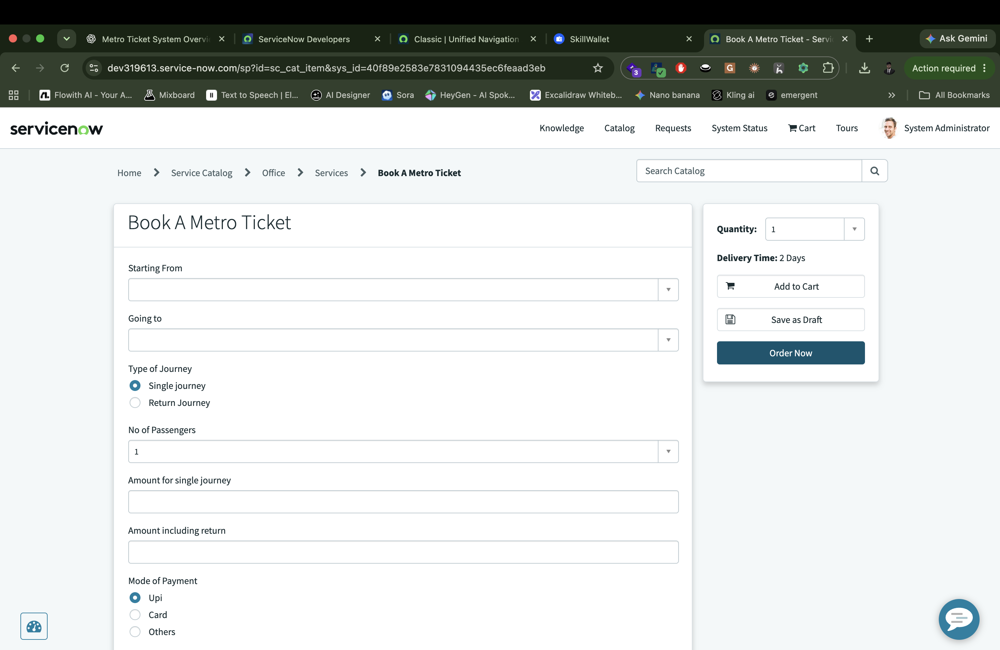 Metro Ticket System Overvi
ServiceNow Developers
Classic | Unified Navigation
SkillWallet
Book A Metro Ticket - Servi
Ask Gemini
dev319613.service-now.com/sp?id=sc_cat_item&sys_id=40f89e2583e7831094435ec6feaad3eb
3
G
Action required
Flowith AI - Your A...
Mixboard
Text to Speech | El...
AI Designer
Sora
HeyGen - AI Spok...
Excalidraw Whiteb...
Nano banana
Kling ai
emergent
All Bookmarks
servicenow
Knowledge
Catalog
Requests
System Status
Cart
Tours
System Administrator
Home
Service Catalog
Office
Services
Book A Metro Ticket
Search Catalog
Book A Metro Ticket
Starting From
Going to
Type of Journey
Single journey
Return Journey
No of Passengers
1
Amount for single journey
Amount including return
Mode of Payment
Upi
Card
Others
Quantity:
1
Delivery Time: 2 Days
Add to Cart
Save as Draft
Order Now